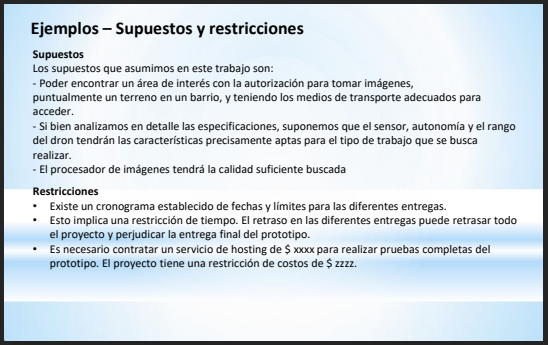 Ejemplos – Supuestos y restricciones
Supuestos
Los supuestos que asumimos en este trabajo son:
- Poder encontrar un área de interés con la autorización para tomar imágenes,
puntualmente un terreno en un barrio, y teniendo los medios de transporte adecuados para
acceder.
- Si bien analizamos en detalle las especificaciones, suponemos que el sensor, autonomía y el rango
del dron tendrán las características precisamente aptas para el tipo de trabajo que se busca
realizar.
- El procesador de imágenes tendrá la calidad suficiente buscada
Restricciones
• Existe un cronograma establecido de fechas y límites para las diferentes entregas.
• Esto implica una restricción de tiempo. El retraso en las diferentes entregas puede retrasar todo
el proyecto y perjudicar la entrega final del prototipo.
• Es necesario contratar un servicio de hosting de $ xxxx para realizar pruebas completas del
prototipo. El proyecto tiene una restricción de costos de $ zzzz.